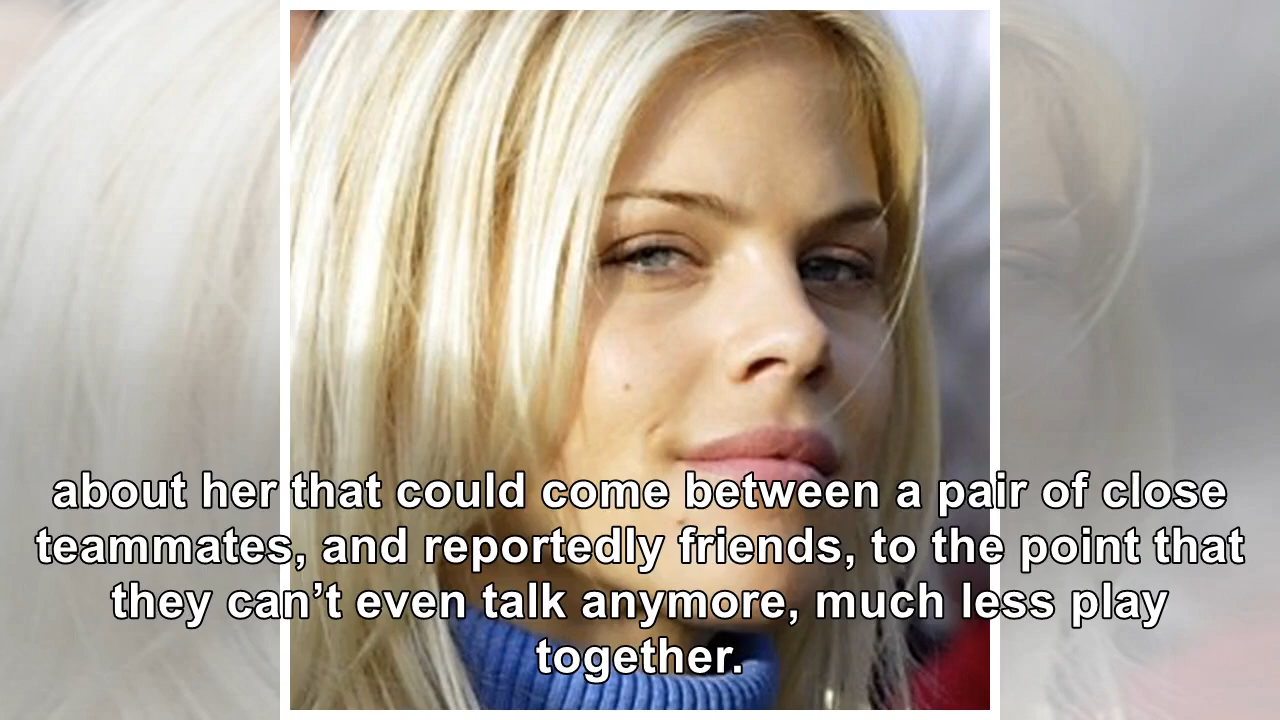 about her that could come between a pair of close
teammates, and reportedly friends, to the point that
they can’t even talk anymore, much less play
together.